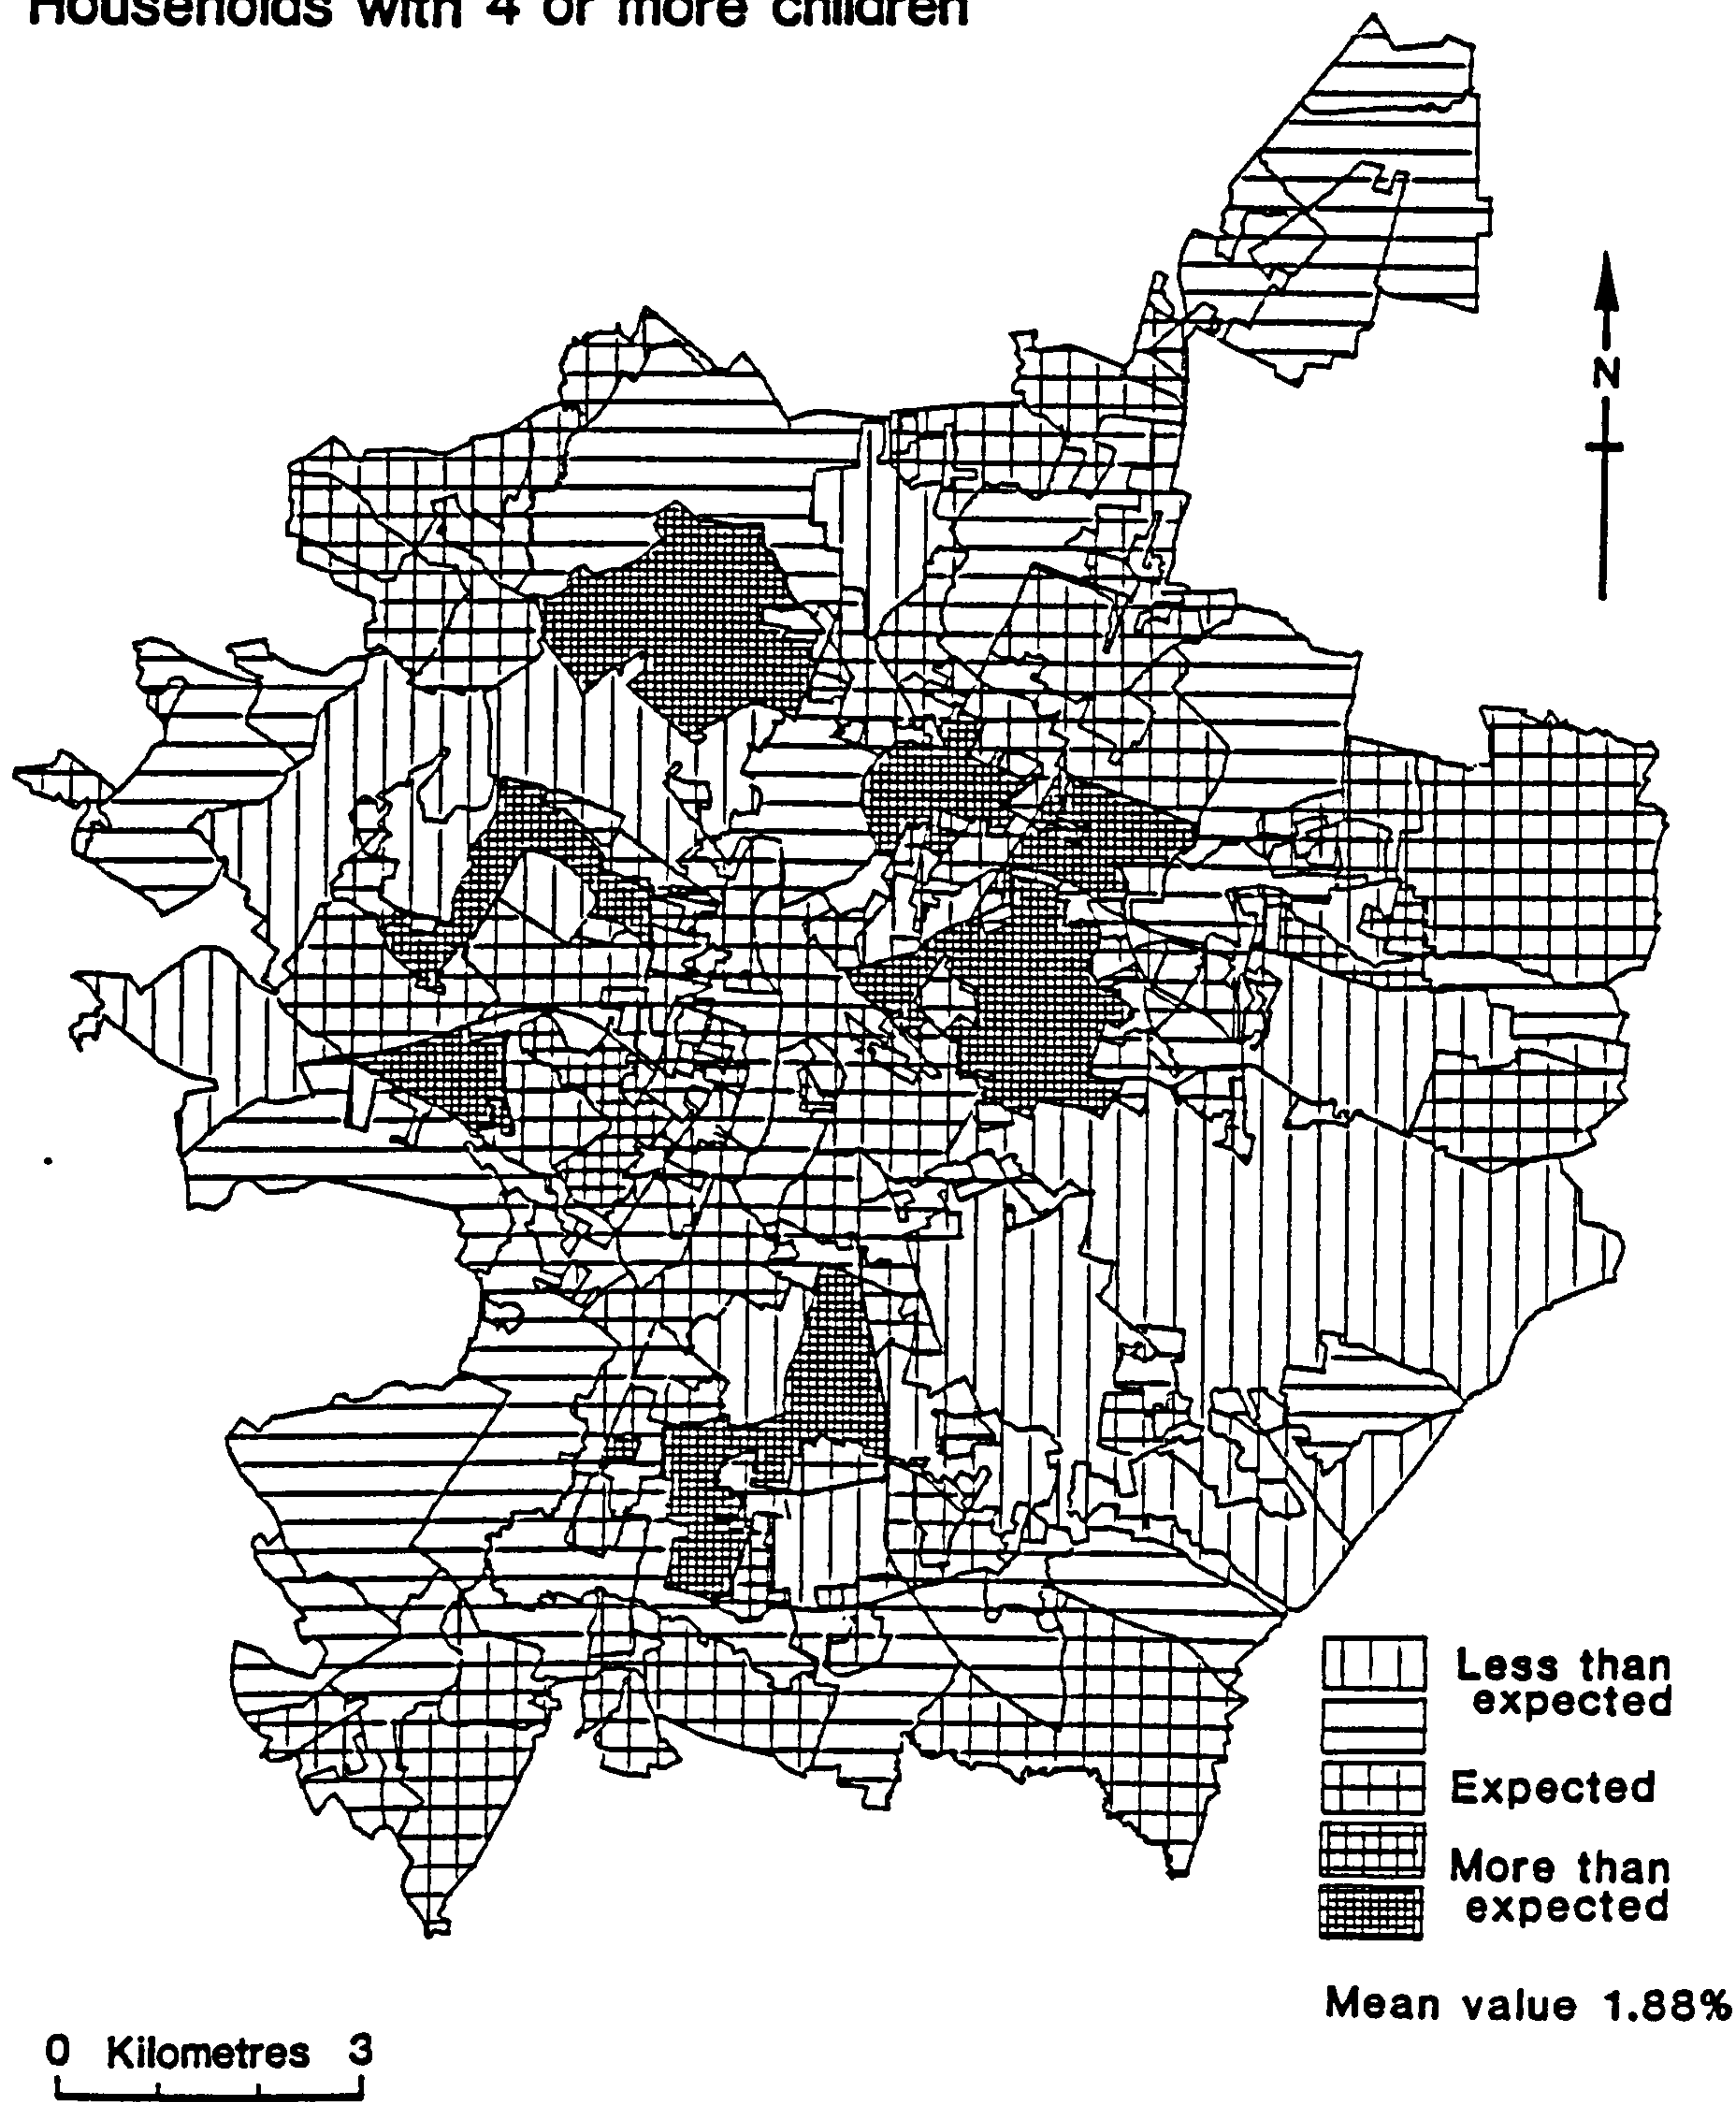 Households with 4 or more children
N
Less than
expected
Expected
More than
expected
Mean value 1.88%
0 Kilometres 3